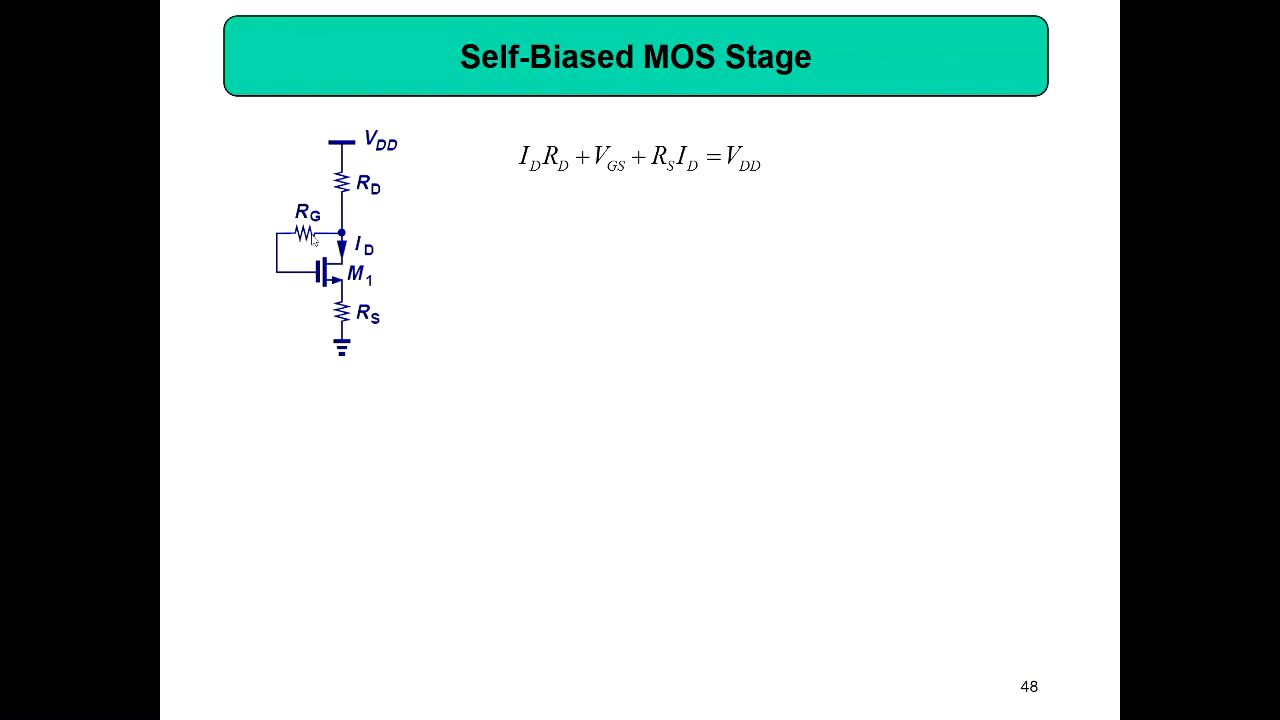 Self-Biased MOS Stage
V_DD
R_D
I_D R_D + V_GS + R_S I_D = V_DD
R_G
I_D
M_1
R_S
48